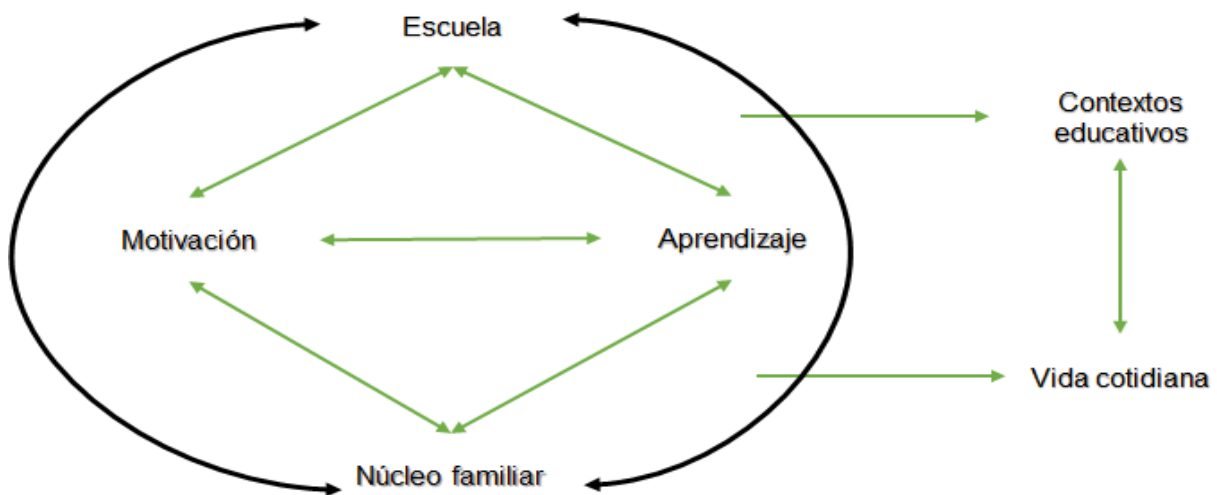 Escuela
Contextos
educativos
Motivación
Aprendizaje
Vida cotidiana
Núcleo familiar